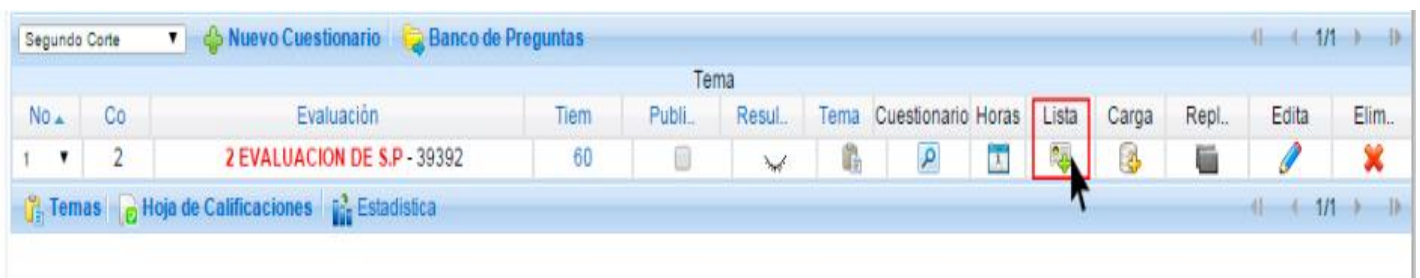 Segundo Corte Nuevo Cuestionario Banco de Preguntas 1/1
Tema
No Co Evaluación Tiem Publi.. Resul.. Tema Cuestionario Horas Lista Carga Repl.. Edita Elim..
1 2 2 EVALUACION DE S.P - 39392 60
Temas Hoja de Calificaciones Estadística 1/1